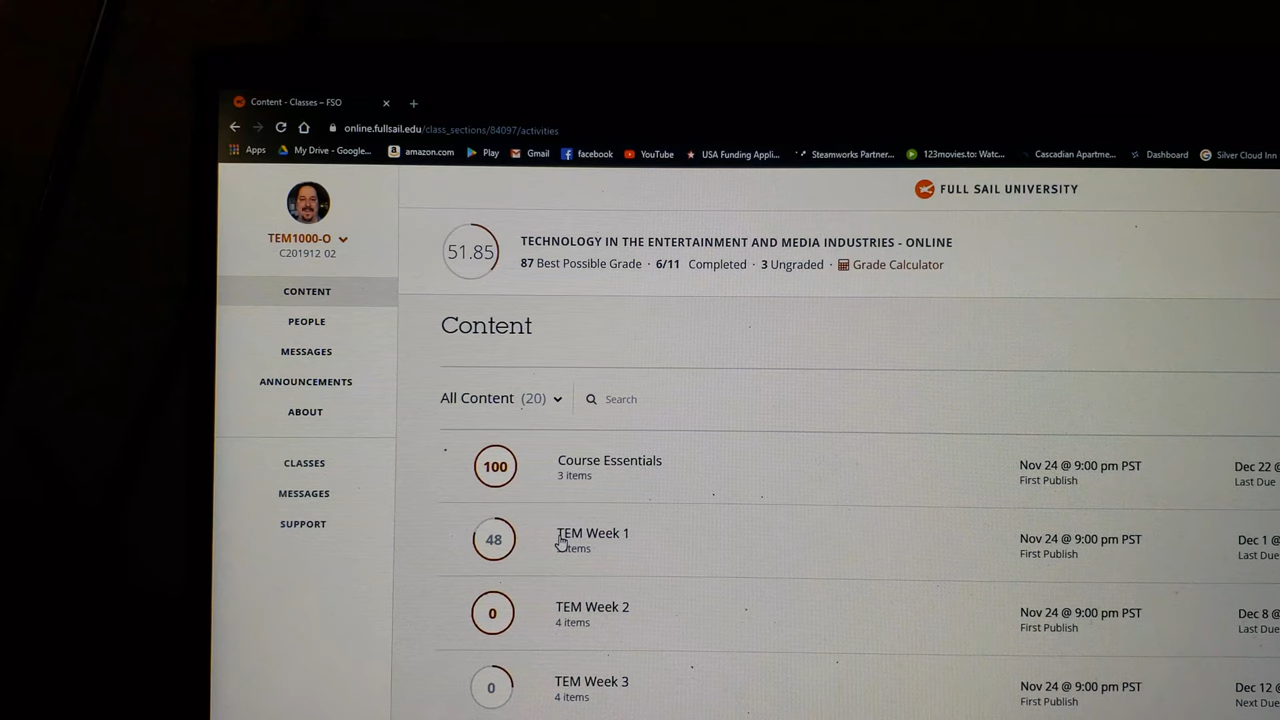 Content - Classes – FSO
online.fullsail.edu/class_sections/84097/activities
Apps My Drive - Google... amazon.com Play Gmail facebook YouTube USA Funding Appli... Steamworks Partner... 123movies.to: Watc... Cascadian Apartme... Dashboard Silver Cloud Inn
FULL SAIL UNIVERSITY
TEM1000-O
C201912 02
CONTENT
PEOPLE
MESSAGES
ANNOUNCEMENTS
ABOUT
CLASSES
MESSAGES
SUPPORT
51.85 TECHNOLOGY IN THE ENTERTAINMENT AND MEDIA INDUSTRIES - ONLINE
87 Best Possible Grade · 6/11 Completed · 3 Ungraded · Grade Calculator
Content
All Content (20) Search
100 Course Essentials Nov 24 @ 9:00 pm PST Dec 22 @
3 items First Publish Last Due
48 TEM Week 1 Nov 24 @ 9:00 pm PST Dec 1 @
items First Publish Last Due
0 TEM Week 2 Nov 24 @ 9:00 pm PST Dec 8 @
4 items First Publish Last Due
0 TEM Week 3 Nov 24 @ 9:00 pm PST Dec 12 @
4 items First Publish Next Due